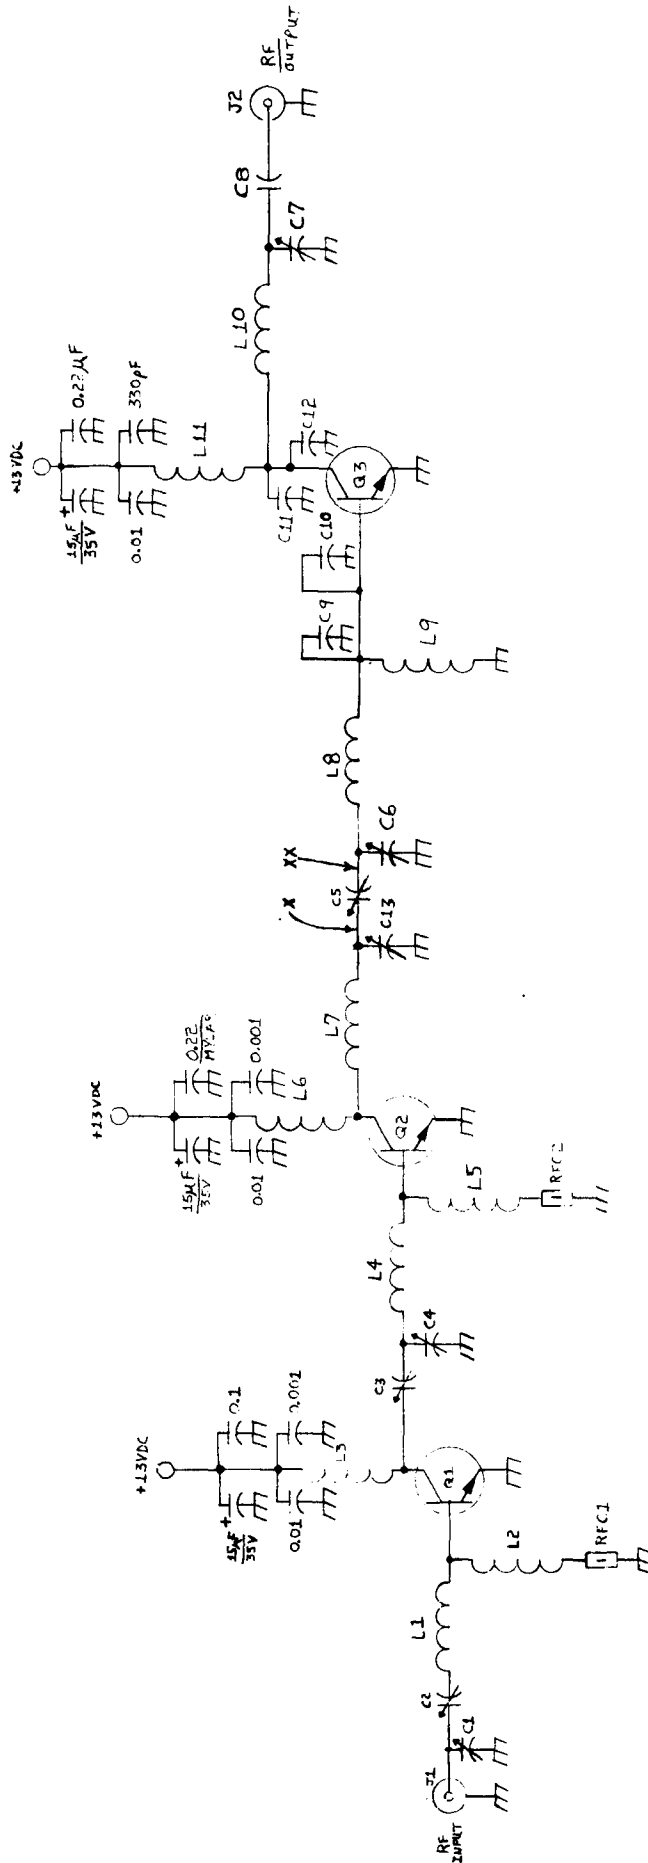 RF
INPUT
J1
C1
C2
L1
L2
RFC1
Q1
+13VDC
15µF +
35V
0.1
0.01
0.001
L3
C3
C4
L4
L5
RFC2
Q2
+13VDC
15µF +
35V
0.22
0.01
0.001
L6
L7
X
XX
C13
C5
C6
L8
L9
C9
C10
Q3
C11
C12
+13VDC
15µF +
35V
0.22µF
0.01
330pF
L11
L10
C7
C8
J2
RF
OUTPUT